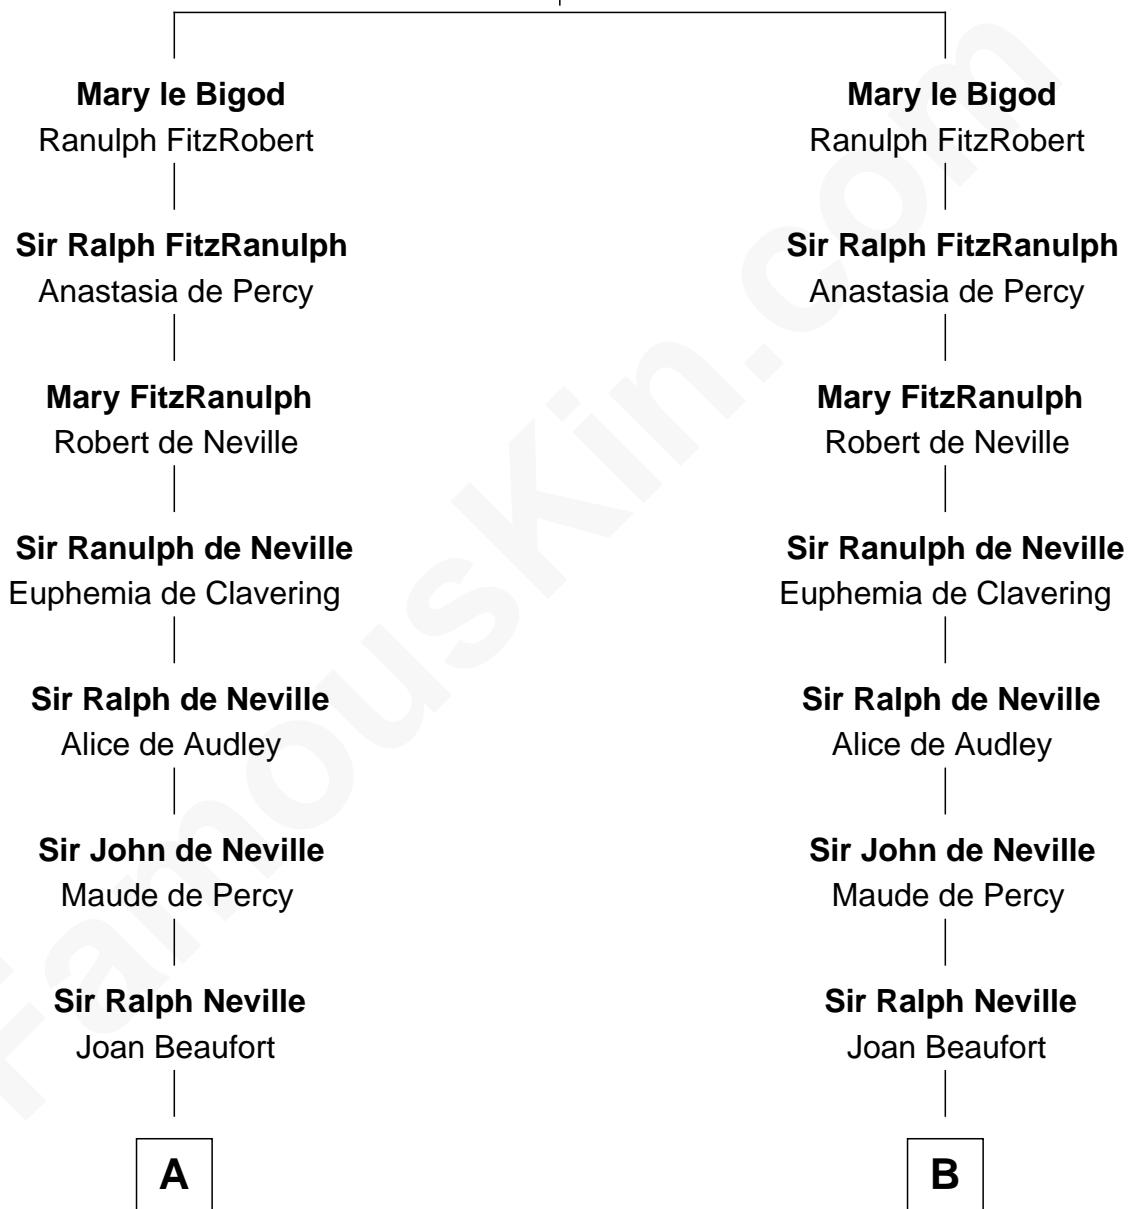 Mary le Bigod
Ranulph FitzRobert
Sir Ralph FitzRanulph
Anastasia de Percy
Mary FitzRanulph
Robert de Neville
Sir Ranulph de Neville
Euphemia de Clavering
Sir Ralph de Neville
Alice de Audley
Sir John de Neville
Maude de Percy
Sir Ralph Neville
Joan Beaufort
A
Mary le Bigod
Ranulph FitzRobert
Sir Ralph FitzRanulph
Anastasia de Percy
Mary FitzRanulph
Robert de Neville
Sir Ranulph de Neville
Euphemia de Clavering
Sir Ralph de Neville
Alice de Audley
Sir John de Neville
Maude de Percy
Sir Ralph Neville
Joan Beaufort
B
FamousKin.com